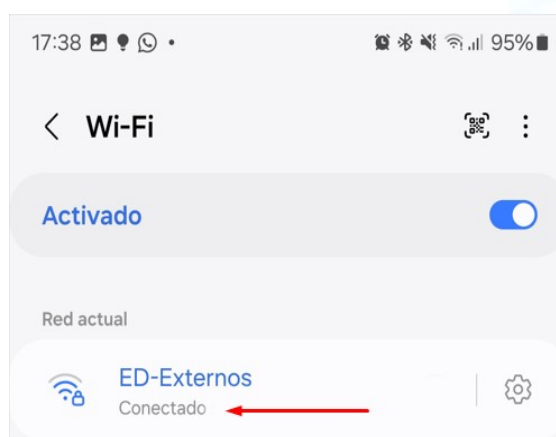 17:38
95%
Wi-Fi
Activado
Red actual
ED-Externos
Conectado